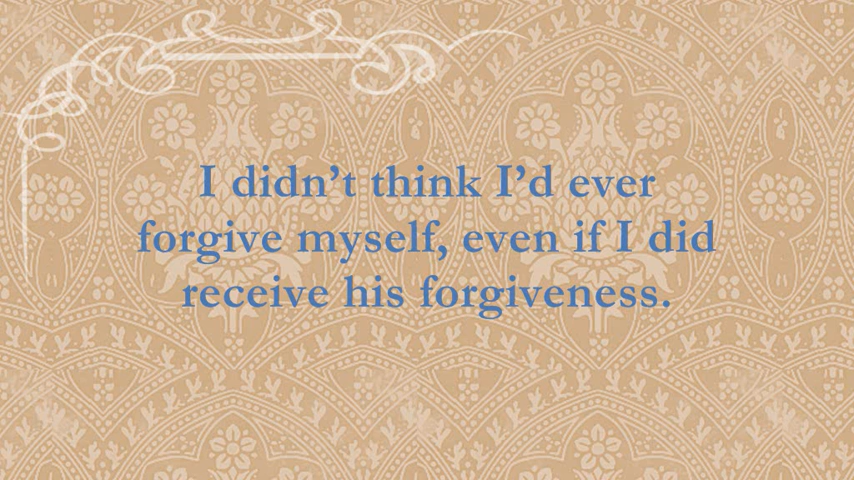 I didn’t think I’d ever
forgive myself, even if I did
receive his forgiveness.